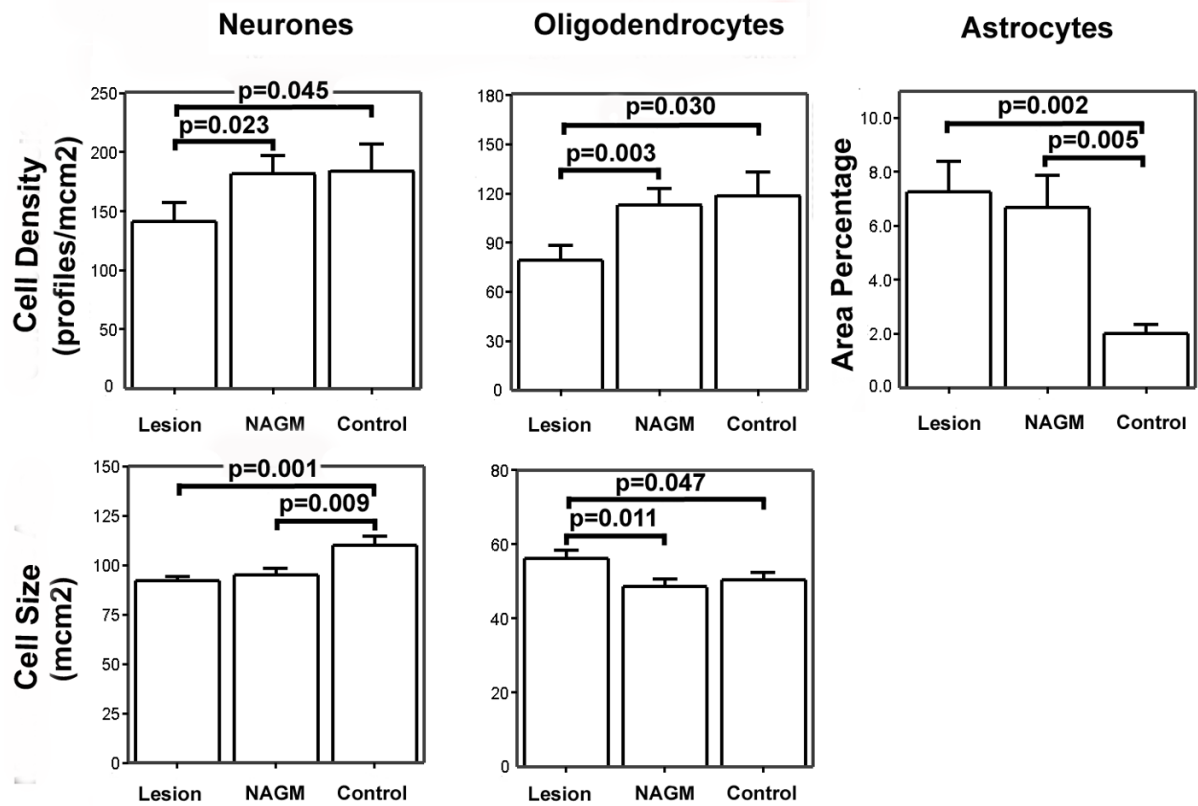 Neurones
Oligodendrocytes
Astrocytes
Cell Density
(profiles/mcm2)
250
200
150
100
50
0
p=0.045
p=0.023
Lesion NAGM Control
180
150
120
90
60
30
0
p=0.030
p=0.003
Lesion NAGM Control
Area Percentage
10.0
8.0
6.0
4.0
2.0
0.0
p=0.002
p=0.005
Lesion NAGM Control
Cell Size
(mcm2)
150
125
100
75
50
25
0
p=0.001
p=0.009
Lesion NAGM Control
80
60
40
20
0
p=0.047
p=0.011
Lesion NAGM Control